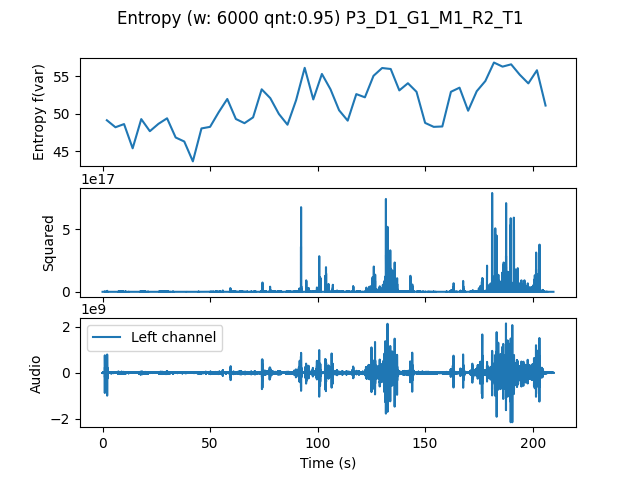 Entropy (w: 6000 qnt:0.95) P3_D1_G1_M1_R2_T1
55
50
45
Entropy f(var)
1e17
5
0
Squared
1e9
2
0
−2
Audio
Left channel
0 50 100 150 200
Time (s)